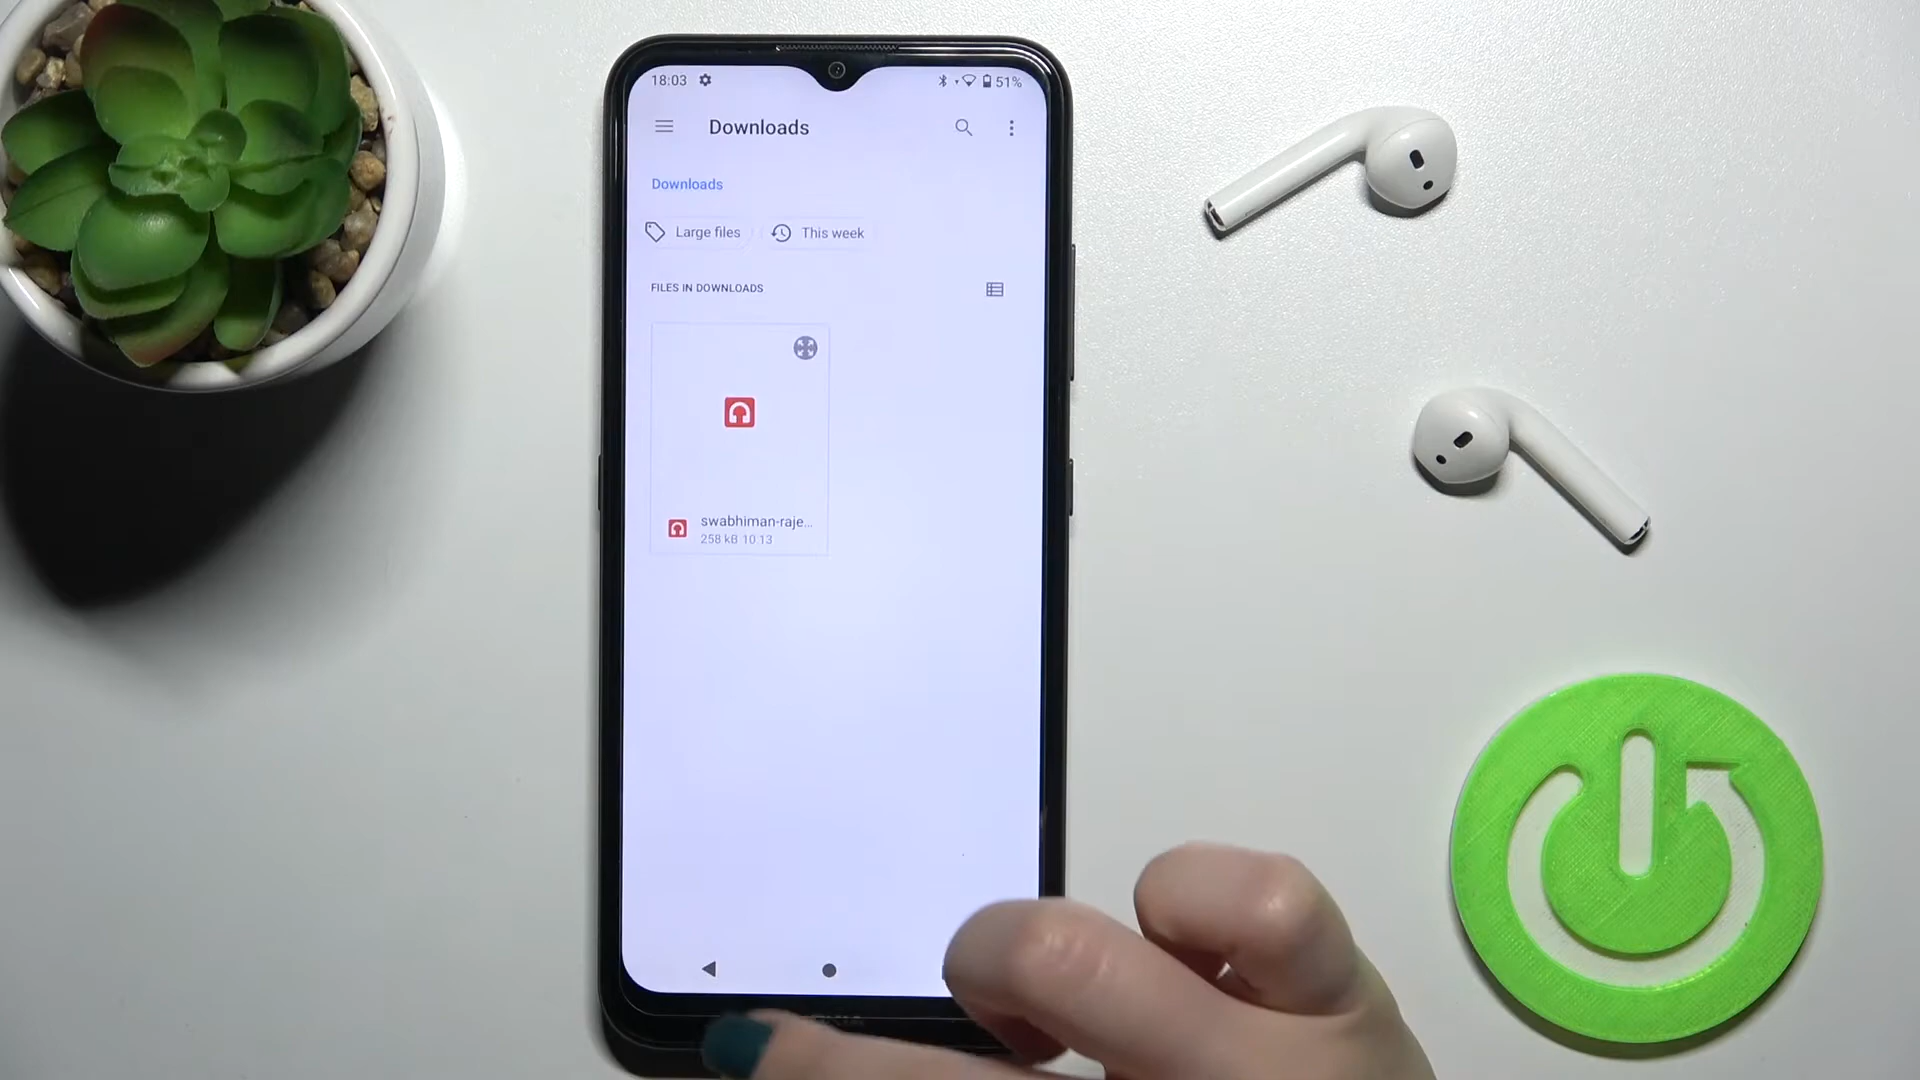 18:03 51%
Downloads
Downloads
Large files This week
FILES IN DOWNLOADS
swabhiman-raje...
258 kB 10:13